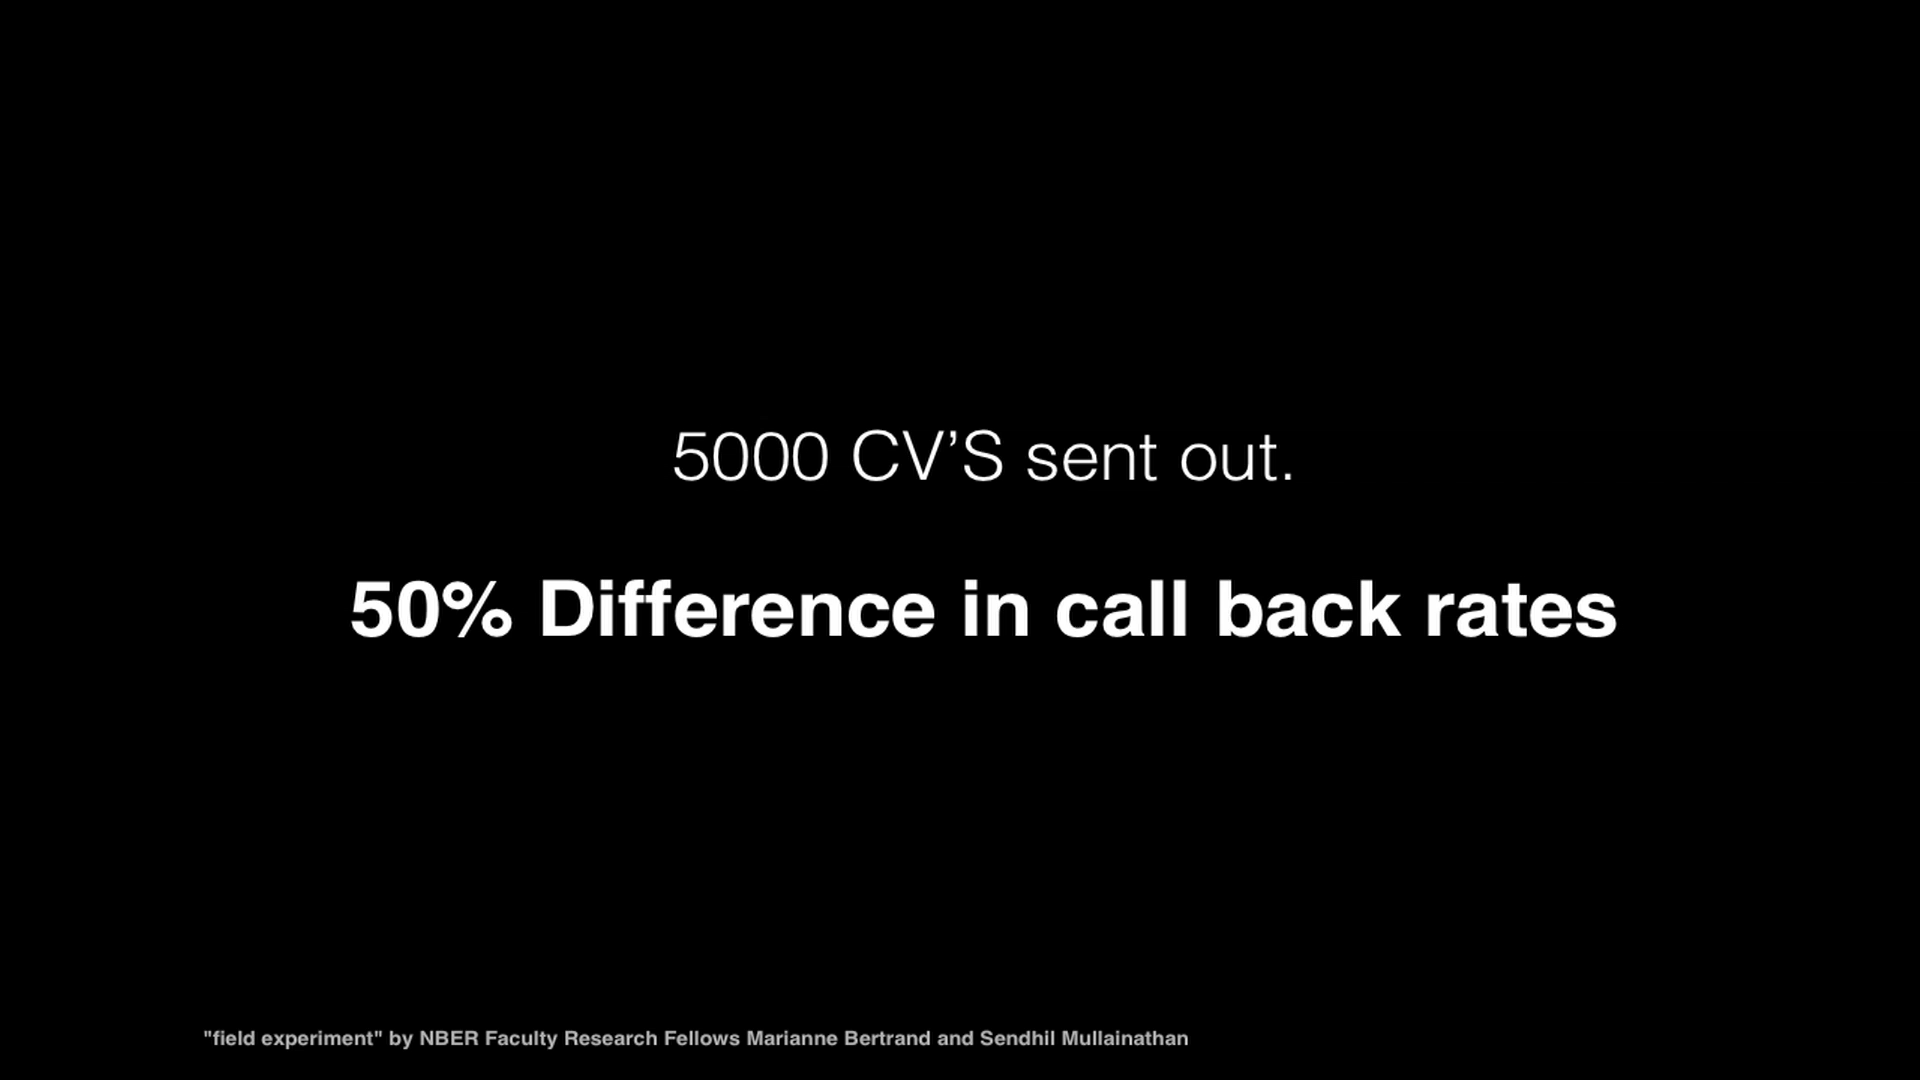 5000 CV’S sent out.
50% Difference in call back rates
"field experiment" by NBER Faculty Research Fellows Marianne Bertrand and Sendhil Mullainathan